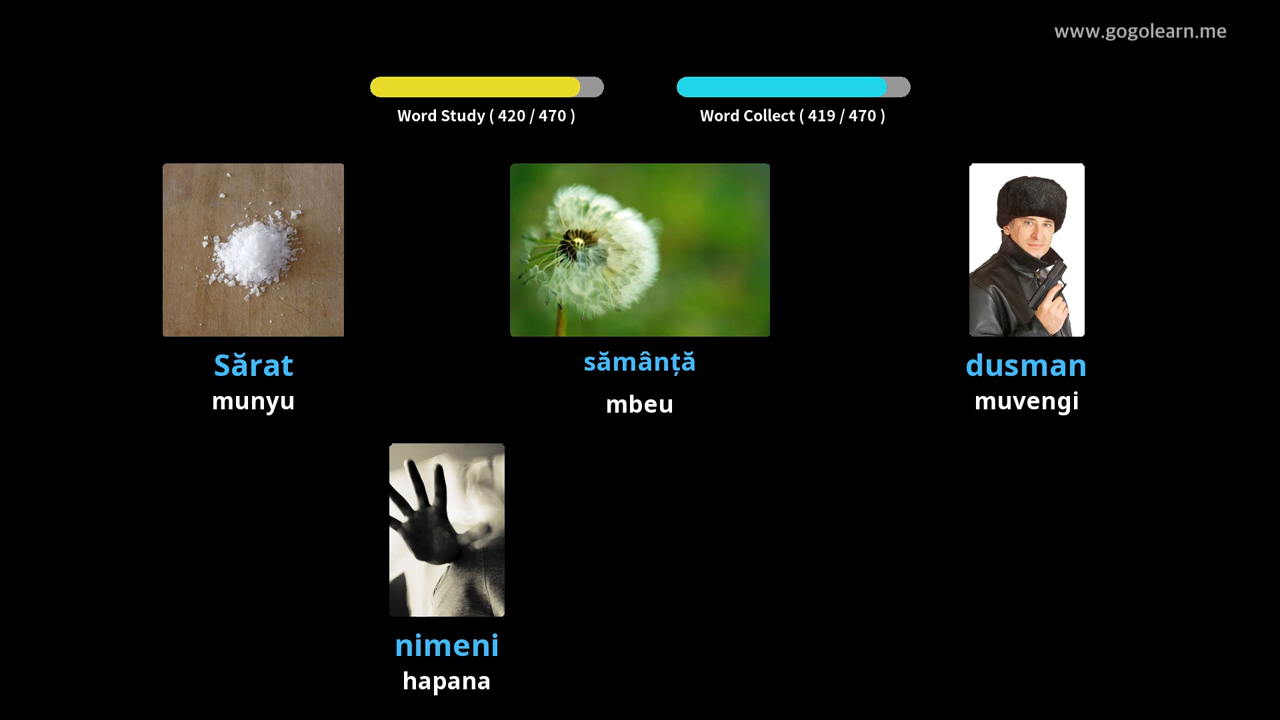 www.gogolearn.me
Word Study ( 420 / 470 )
Word Collect ( 419 / 470 )
Sărat
munyu
sămânță
mbeu
dusman
muvengi
nimeni
hapana